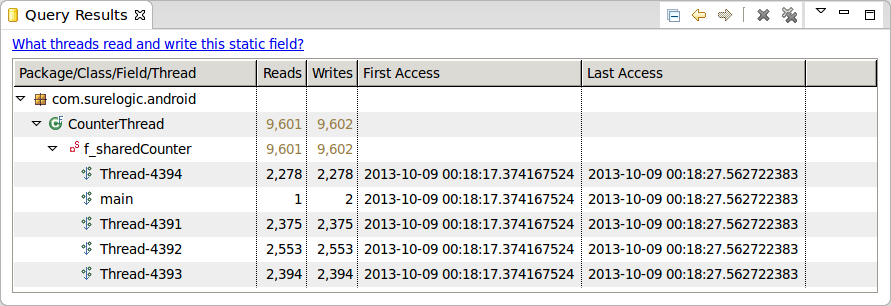 Query Results
What threads read and write this static field?
Package/Class/Field/Thread Reads Writes First Access Last Access
com.surelogic.android
CounterThread 9,601 9,602
f_sharedCounter 9,601 9,602
Thread-4394 2,278 2,278 2013-10-09 00:18:17.374167524 2013-10-09 00:18:27.562722383
main 1 2 2013-10-09 00:18:17.374167524 2013-10-09 00:18:27.562722383
Thread-4391 2,375 2,375 2013-10-09 00:18:17.374167524 2013-10-09 00:18:27.562722383
Thread-4392 2,553 2,553 2013-10-09 00:18:17.374167524 2013-10-09 00:18:27.562722383
Thread-4393 2,394 2,394 2013-10-09 00:18:17.374167524 2013-10-09 00:18:27.562722383